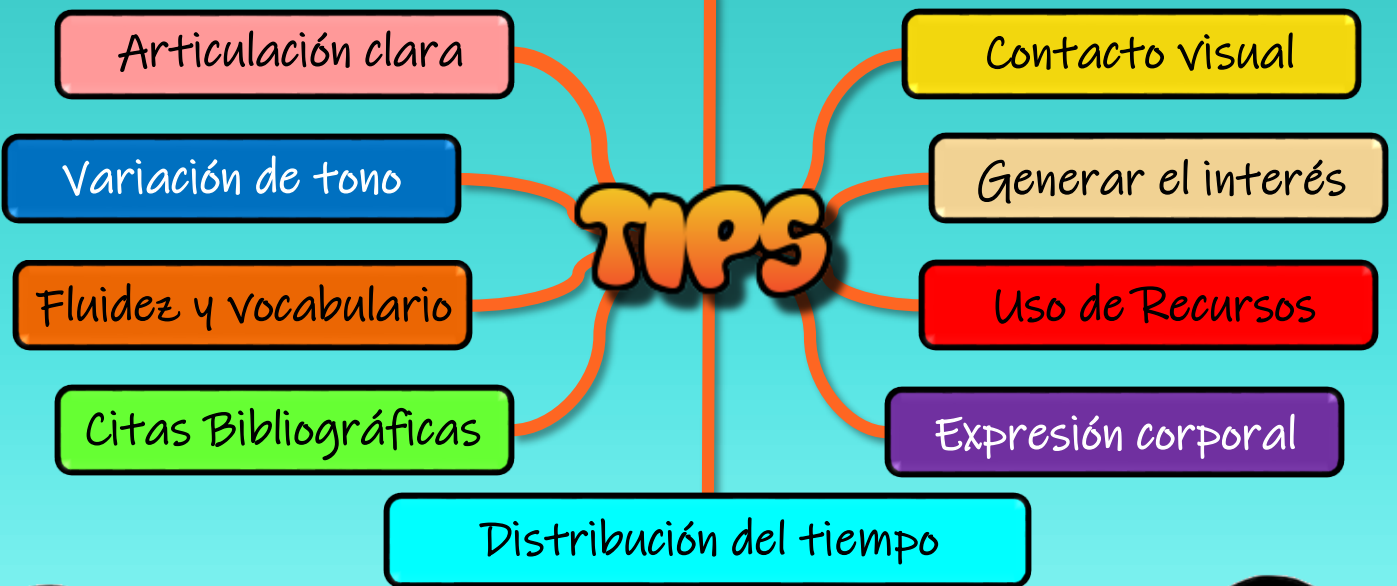 Articulación clara
Contacto visual
Variación de tono
Generar el interés
TIPS
Fluidez y vocabulario
Uso de Recursos
Citas Bibliográficas
Expresión corporal
Distribución del tiempo